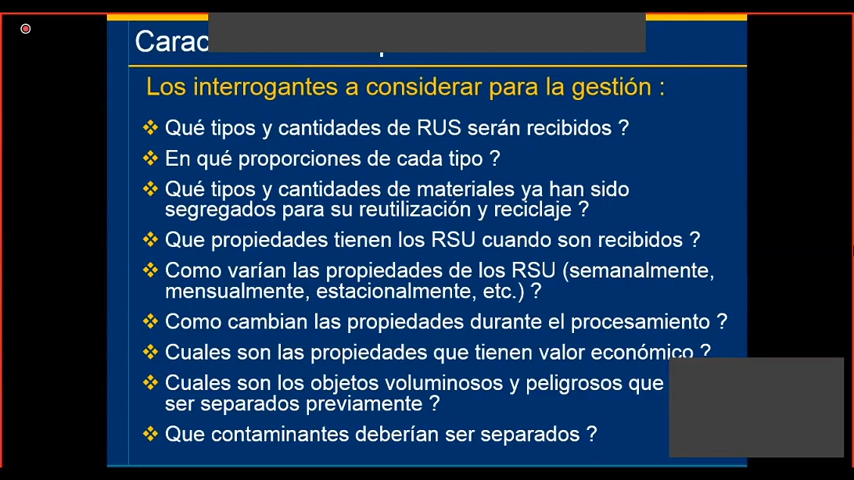 Los interrogantes a considerar para la gestión :
❖ Qué tipos y cantidades de RUS serán recibidos ?
❖ En qué proporciones de cada tipo ?
❖ Qué tipos y cantidades de materiales ya han sido
segregados para su reutilización y reciclaje ?
❖ Que propiedades tienen los RSU cuando son recibidos ?
❖ Como varían las propiedades de los RSU (semanalmente,
mensualmente, estacionalmente, etc.) ?
❖ Como cambian las propiedades durante el procesamiento ?
❖ Cuales son las propiedades que tienen valor económico ?
❖ Cuales son los objetos voluminosos y peligrosos que
ser separados previamente ?
❖ Que contaminantes deberían ser separados ?